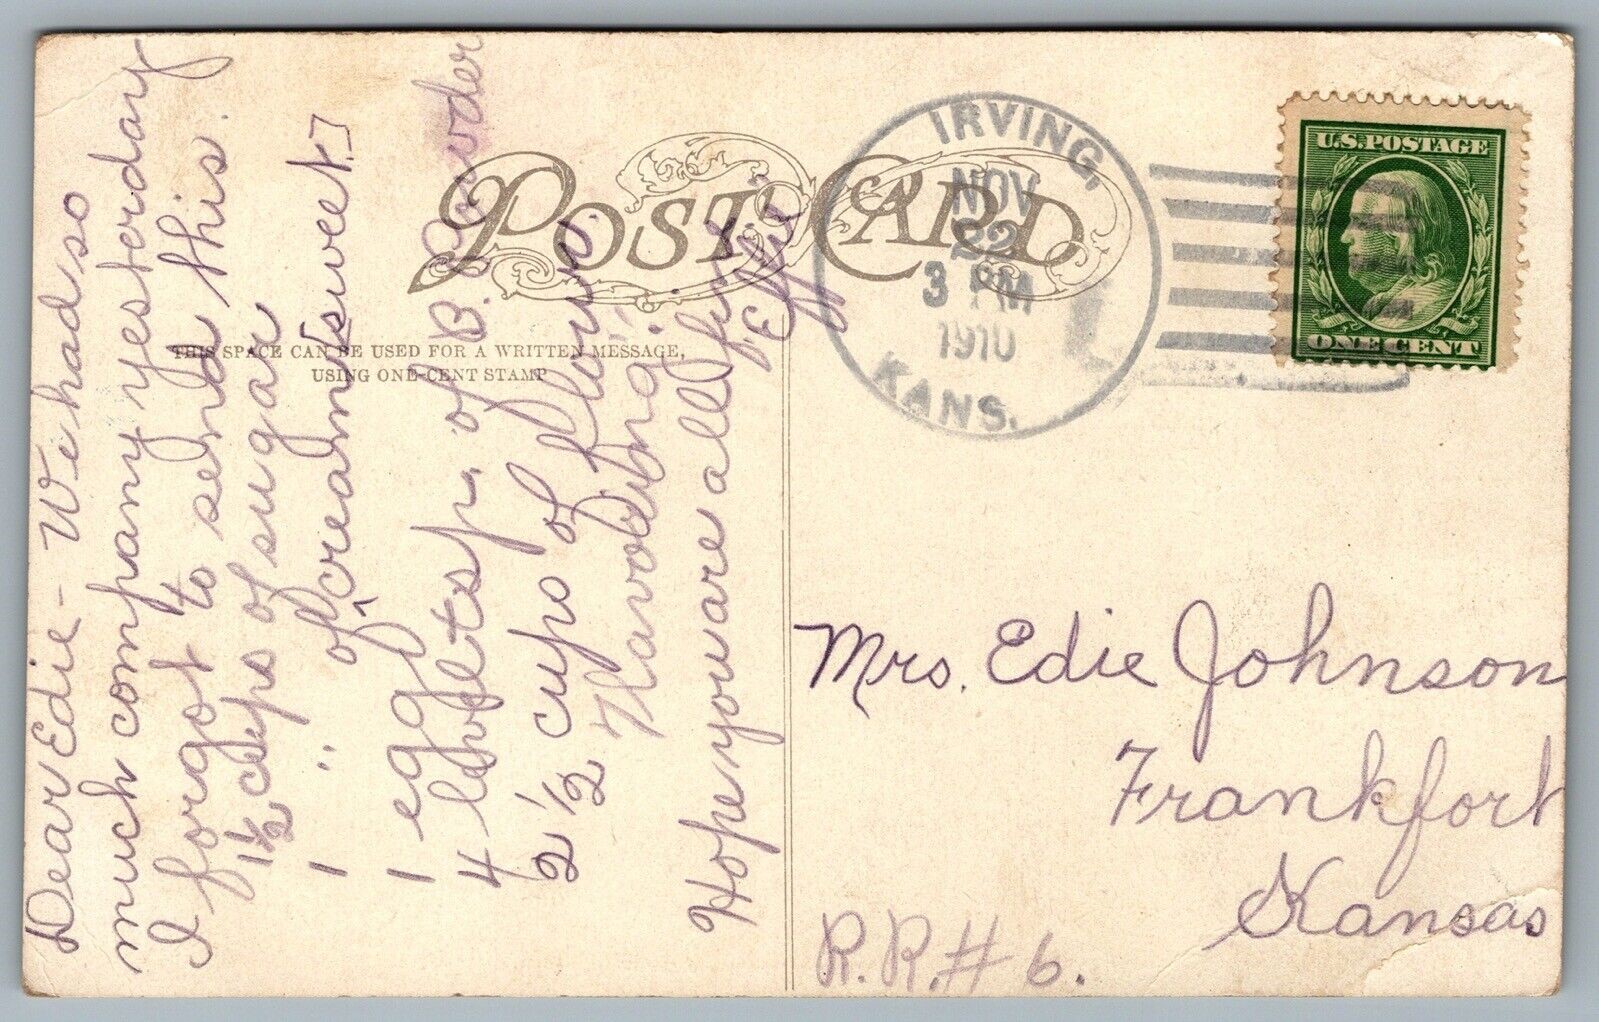 Dear Edie - We had so
much company yesterday
I forgot to send this.
1½ cups of sugar
1 " of cream [sweet.]
1 egg
4 tsp. of B. Powder
2½ cups of flour
Flavoring.
Hope you are all fine
Effie
POST CARD
THIS SPACE CAN BE USED FOR A WRITTEN MESSAGE,
USING ONE-CENT STAMP
IRVING,
NOV
22
3 PM
1910
KANS.
U.S. POSTAGE
ONE CENT
Mrs. Edie Johnson
Frankfort
Kansas
R.R. # 6.